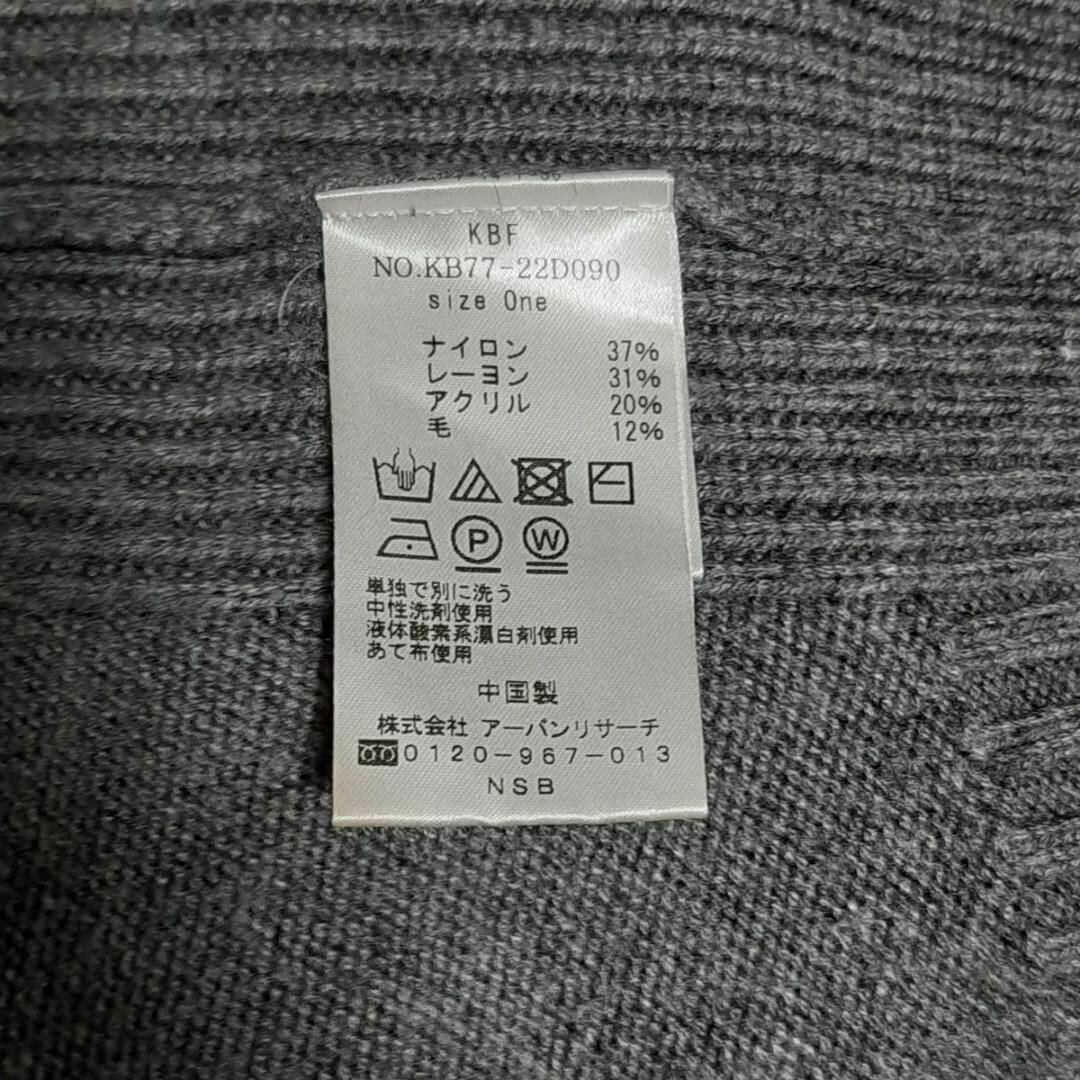 KBF
NO.KB77-22D090
size One
ナイロン 37%
レーヨン 31%
アクリル 20%
毛 12%
P W
単独で別に洗う
中性洗剤使用
液体酸素系漂白剤使用
あて布使用
中国製
株式会社 アーバンリサーチ
0120-967-013
NSB